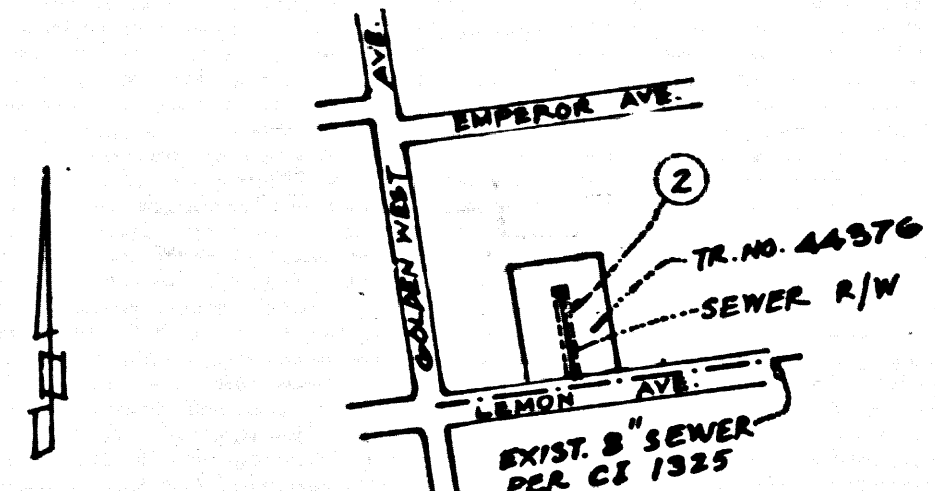 AVE.
EMPEROR AVE.
2
GOLDEN WEST
TR. NO. 44376
SEWER R/W
LEMON AVE.
EXIST. 8" SEWER
PER CI 1325